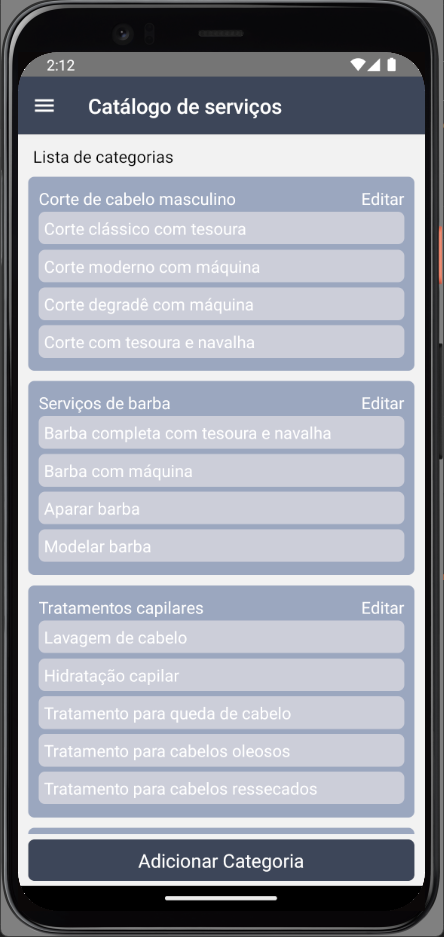 2:12
Catálogo de serviços
Lista de categorias
Corte de cabelo masculino Editar
Corte clássico com tesoura
Corte moderno com máquina
Corte degradê com máquina
Corte com tesoura e navalha
Serviços de barba Editar
Barba completa com tesoura e navalha
Barba com máquina
Aparar barba
Modelar barba
Tratamentos capilares Editar
Lavagem de cabelo
Hidratação capilar
Tratamento para queda de cabelo
Tratamento para cabelos oleosos
Tratamento para cabelos ressecados
Adicionar Categoria